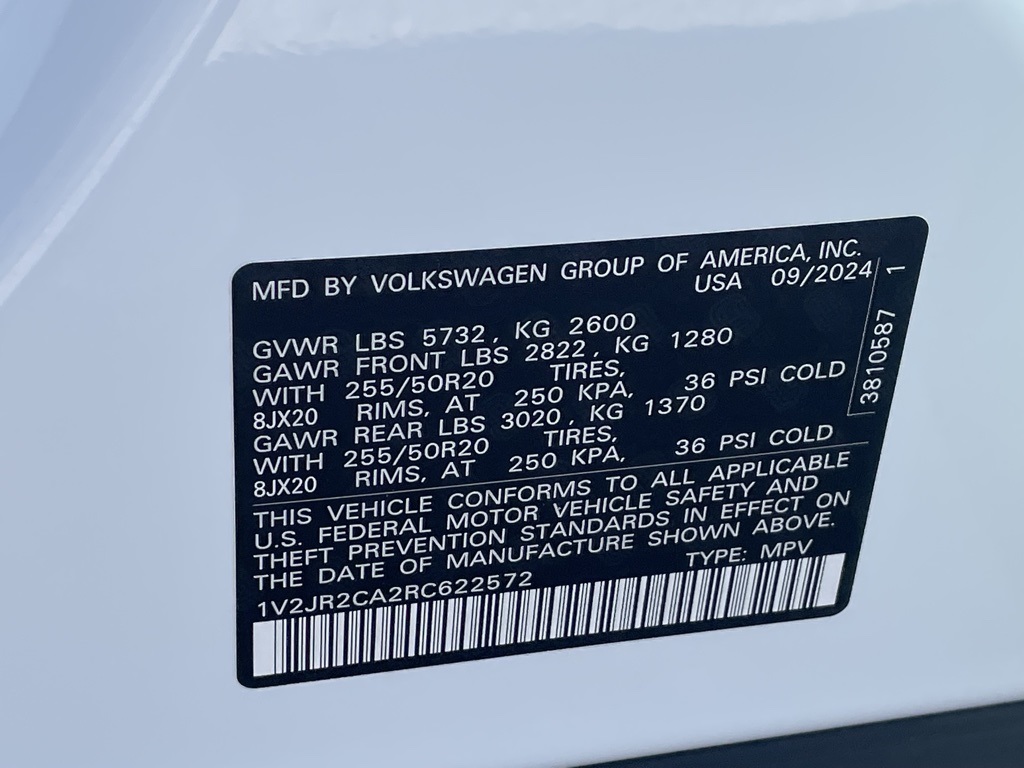 MFD BY VOLKSWAGEN GROUP OF AMERICA, INC.
USA 09/2024
GVWR LBS 5732, KG 2600
GAWR FRONT LBS 2822, KG 1280
WITH 255/50R20 TIRES,
8JX20 RIMS, AT 250 KPA, 36 PSI COLD
GAWR REAR LBS 3020, KG 1370
WITH 255/50R20 TIRES,
8JX20 RIMS, AT 250 KPA, 36 PSI COLD
3810587 1
THIS VEHICLE CONFORMS TO ALL APPLICABLE
U.S. FEDERAL MOTOR VEHICLE SAFETY AND
THEFT PREVENTION STANDARDS IN EFFECT ON
THE DATE OF MANUFACTURE SHOWN ABOVE.
1V2JR2CA2RC622572 TYPE: MPV